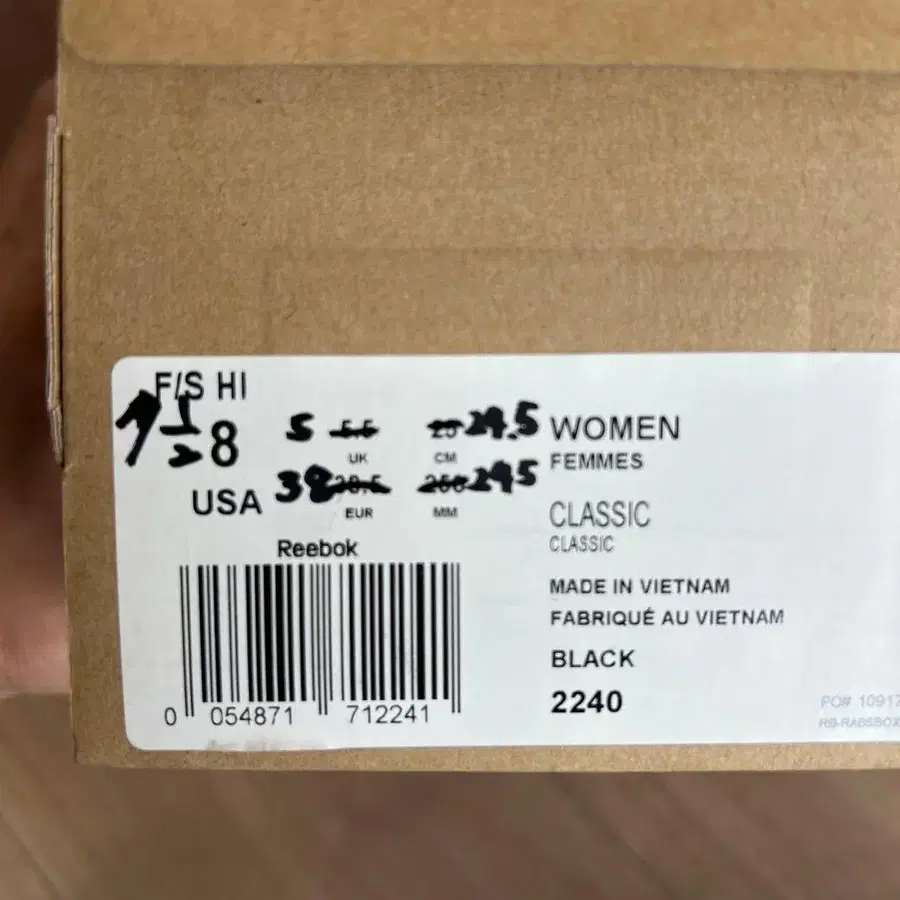 F/S HI
7 1/2 8 5 5.5 25 24.5
UK CM
USA 38 38.5 250 245
EUR MM
WOMEN
FEMMES
CLASSIC
CLASSIC
Reebok
0 054871 712241
MADE IN VIETNAM
FABRIQUÉ AU VIETNAM
BLACK
2240
PO# 10917
RB-RABSBOX